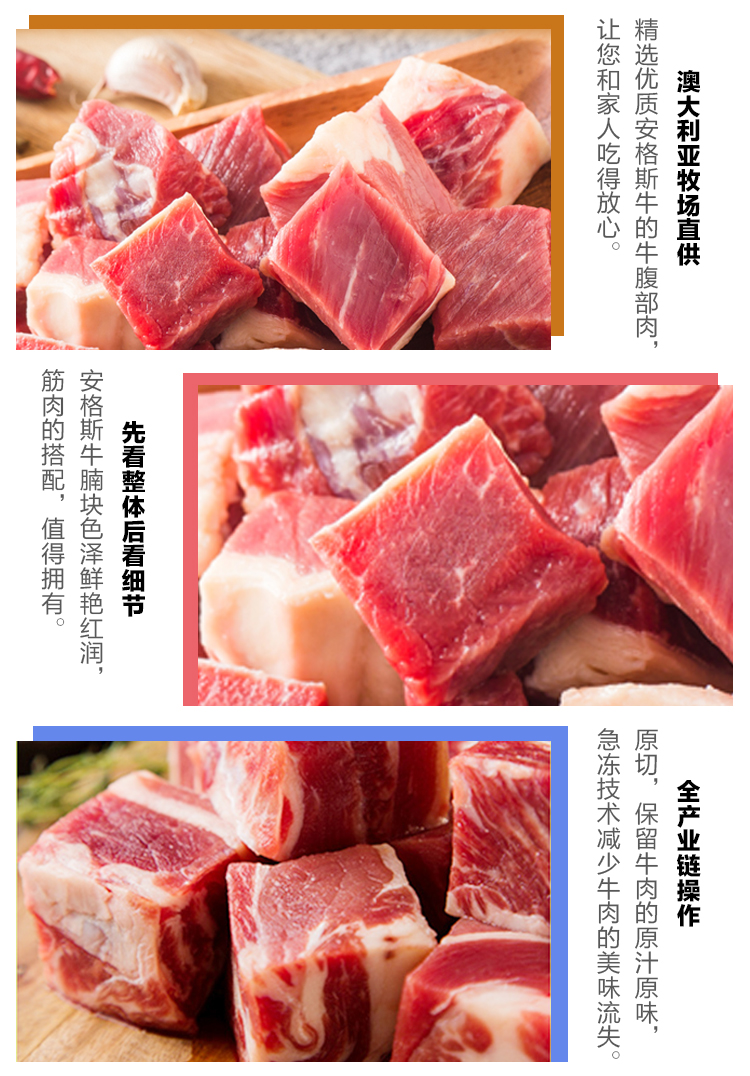 澳大利亚牧场直供
精选优质安格斯牛的牛腹部肉，
让您和家人吃得放心。
先看整体后看细节
安格斯牛腩块色泽鲜艳红润，
筋肉的搭配，值得拥有。
全产业链操作
原切，保留牛肉的原汁原味，
急冻技术减少牛肉的美味流失。